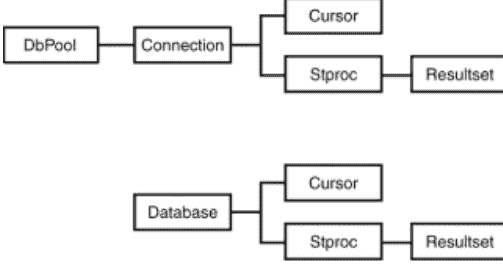 Cursor
DbPool
Connection
Stproc
Resultset
Cursor
Database
Stproc
Resultset